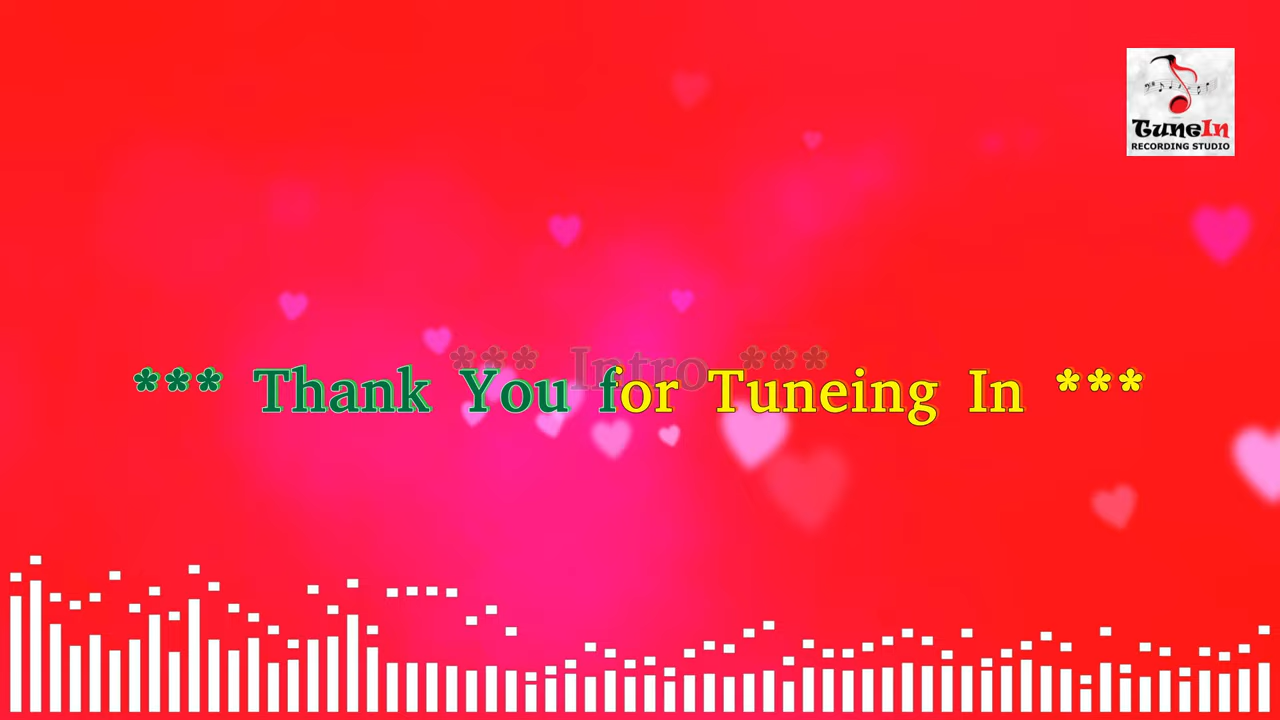 TuneIn
RECORDING STUDIO
*** Intro ***
*** Thank You for Tuneing In ***